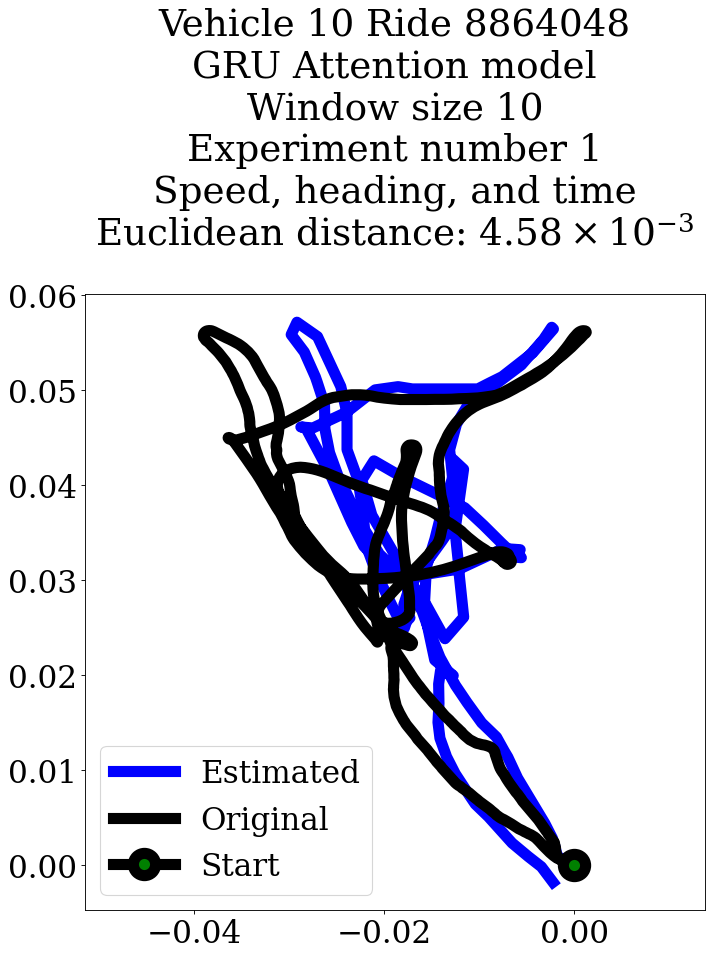 Vehicle 10 Ride 8864048
GRU Attention model
Window size 10
Experiment number 1
Speed, heading, and time
Euclidean distance: 4.58 × 10⁻³
0.06
0.05
0.04
0.03
0.02
0.01
0.00
Estimated
Original
Start
−0.04 −0.02 0.00